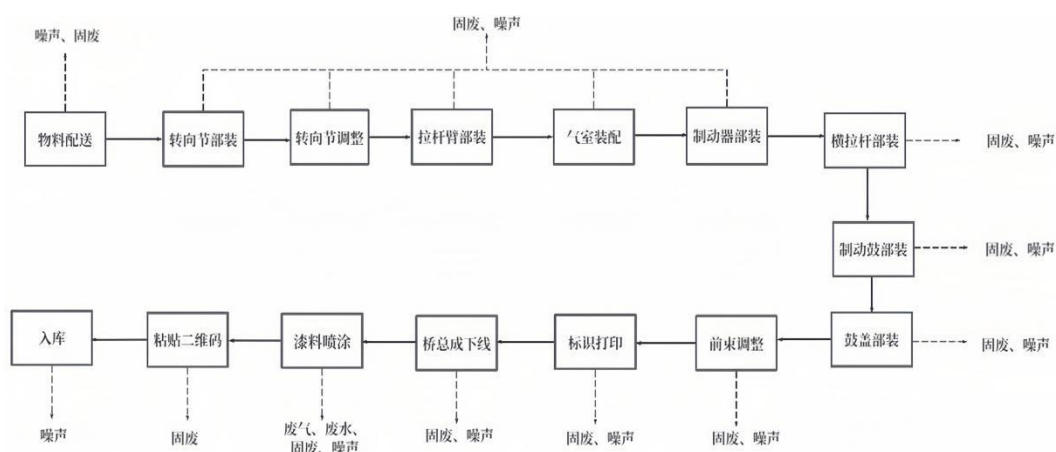 固废、噪声
噪声、固废
物料配送
转向节部装
转向节调整
拉杆臂部装
气室装配
制动器部装
横拉杆部装
固废、噪声
制动鼓部装
固废、噪声
入库
粘贴二维码
漆料喷涂
桥总成下线
标识打印
前束调整
鼓盖部装
固废、噪声
噪声
固废
废气、废水、
固废、噪声
固废、噪声
固废、噪声
固废、噪声